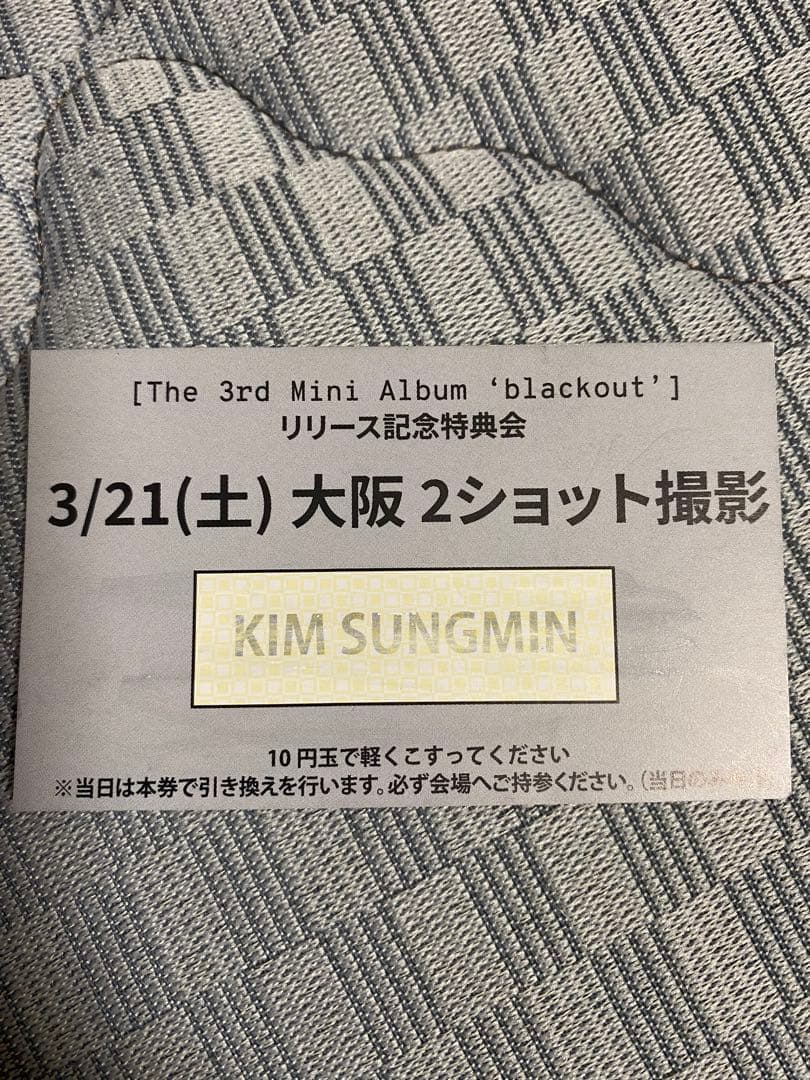 [The 3rd Mini Album ‘blackout’]
リリース記念特典会
3/21(土) 大阪 2ショット撮影
KIM SUNGMIN
10円玉で軽くこすってください
※当日は本券で引き換えを行います。必ず会場へご持参ください。(当日のみ